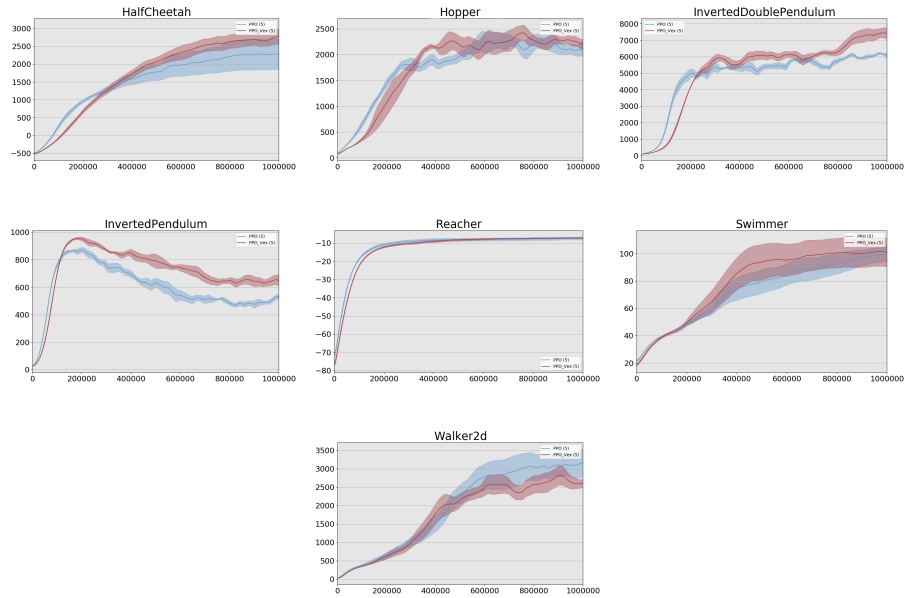 HalfCheetah
PPO (5)
PPO_Vex (5)
3000
2500
2000
1500
1000
500
0
−500
0 200000 400000 600000 800000 1000000
Hopper
PPO (5)
PPO_Vex (5)
2500
2000
1500
1000
500
0
0 200000 400000 600000 800000 1000000
InvertedDoublePendulum
PPO (5)
PPO_Vex (5)
8000
7000
6000
5000
4000
3000
2000
1000
0
0 200000 400000 600000 800000 1000000
InvertedPendulum
PPO (5)
PPO_Vex (5)
1000
800
600
400
200
0
0 200000 400000 600000 800000 1000000
Reacher
−10
−20
−30
−40
−50
−60
−70
−80
PPO (5)
PPO_Vex (5)
0 200000 400000 600000 800000 1000000
Swimmer
PPO (5)
PPO_Vex (5)
100
80
60
40
20
0 200000 400000 600000 800000 1000000
Walker2d
PPO (5)
PPO_Vex (5)
3500
3000
2500
2000
1500
1000
500
0
0 200000 400000 600000 800000 1000000